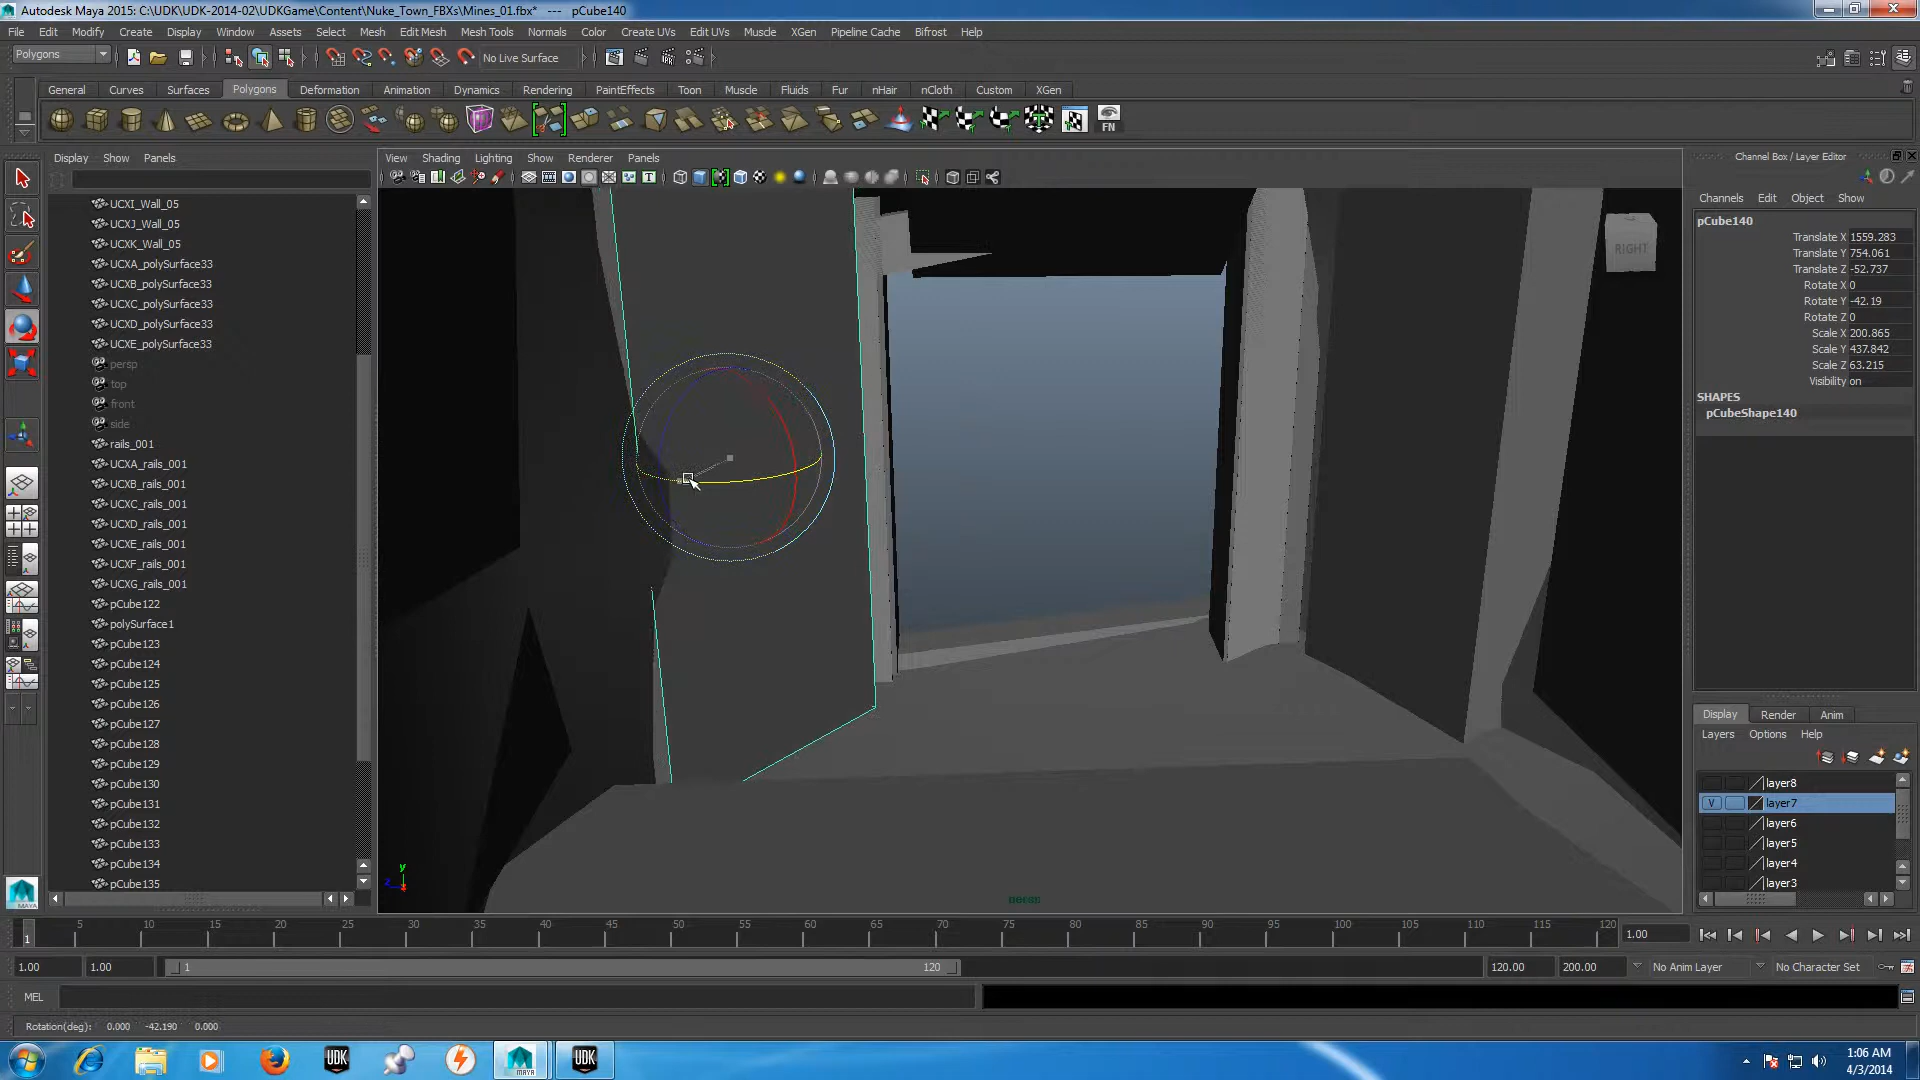 Autodesk Maya 2015: C:\UDK\UDK-2014-02\UDKGame\Content\Nuke_Town_FBXs\Mines_01.fbx* --- pCube140
File Edit Modify Create Display Window Assets Select Mesh Edit Mesh Mesh Tools Normals Color Create UVs Edit UVs Muscle XGen Pipeline Cache Bifrost Help
Polygons No Live Surface
General Curves Surfaces Polygons Deformation Animation Dynamics Rendering PaintEffects Toon Muscle Fluids Fur nHair nCloth Custom XGen
FN
Display Show Panels
View Shading Lighting Show Renderer Panels
Channel Box / Layer Editor
Channels Edit Object Show
UCXI_Wall_05
UCXJ_Wall_05
UCXK_Wall_05
UCXA_polySurface33
UCXB_polySurface33
UCXC_polySurface33
UCXD_polySurface33
UCXE_polySurface33
persp
top
front
side
rails_001
UCXA_rails_001
UCXB_rails_001
UCXC_rails_001
UCXD_rails_001
UCXE_rails_001
UCXF_rails_001
UCXG_rails_001
pCube122
polySurface1
pCube123
pCube124
pCube125
pCube126
pCube127
pCube128
pCube129
pCube130
pCube131
pCube132
pCube133
pCube134
pCube135
RIGHT
y
z
x
persp
pCube140
Translate X 1559.283
Translate Y 754.061
Translate Z -52.737
Rotate X 0
Rotate Y -42.19
Rotate Z 0
Scale X 200.865
Scale Y 437.842
Scale Z 63.215
Visibility on
SHAPES
pCubeShape140
Display Render Anim
Layers Options Help
layer8
V layer7
layer6
layer5
layer4
layer3
1 5 10 15 20 25 30 35 40 45 50 55 60 65 70 75 80 85 90 95 100 105 110 115 120
1.00
1.00 1.00 1 120 120.00 200.00 No Anim Layer No Character Set
MEL
Rotation(deg): 0.000 -42.190 0.000
UDK MAYA UDK
MAYA
1:06 AM
4/3/2014